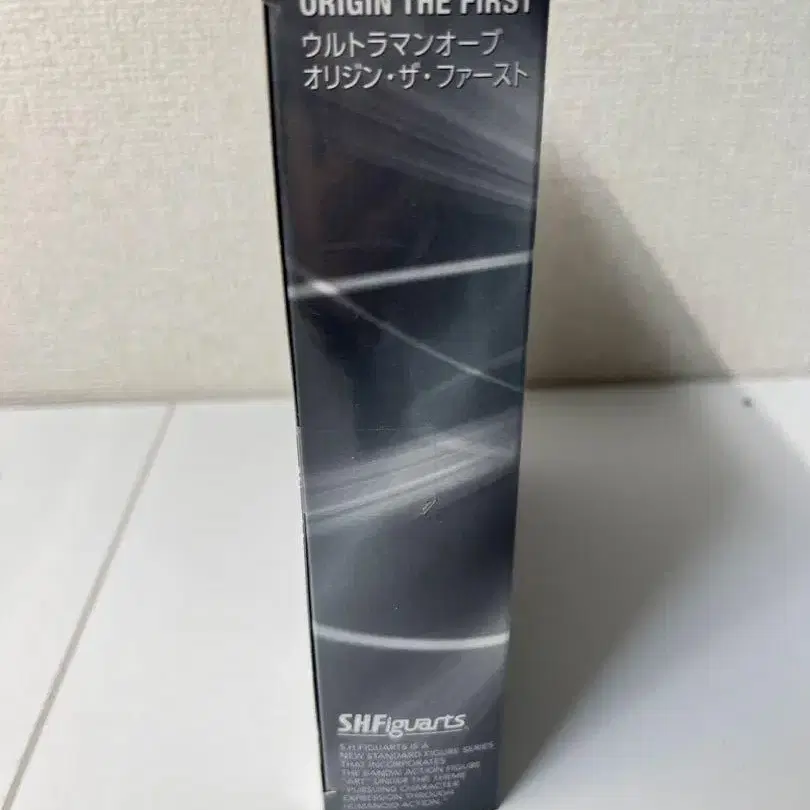 ORIGIN THE FIRST
ウルトラマンオーブ
オリジン・ザ・ファースト
S.H.Figuarts
S.H.FIGUARTS IS A
NEW STANDARD FIGURE SERIES
THAT INCORPORATES
THE BANDAI ACTION FIGURE
"ART" UNDER THE THEME
"PURSUING CHARACTER
EXPRESSION THROUGH
HUMANOID ACTION."